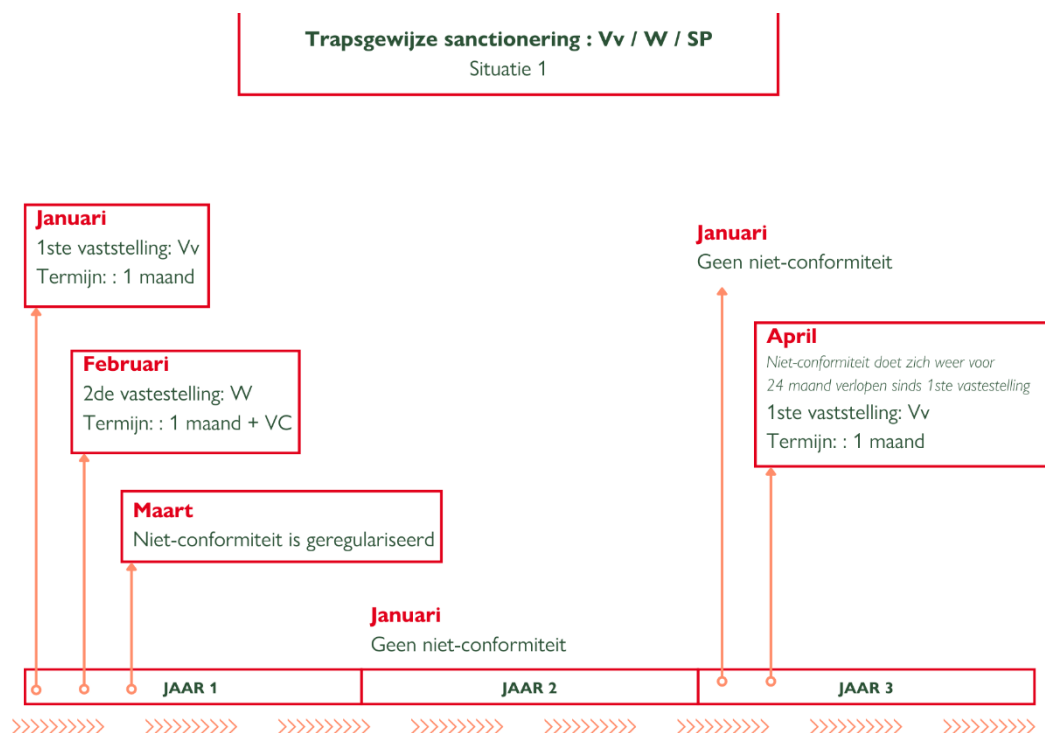 Trapsgewijze sanctionering : Vv / W / SP
Situatie 1
Januari
1ste vaststelling: Vv
Termijn: : 1 maand
Februari
2de vastestelling: W
Termijn: : 1 maand + VC
Maart
Niet-conformiteit is geregulariseerd
Januari
Geen niet-conformiteit
Januari
Geen niet-conformiteit
April
Niet-conformiteit doet zich weer voor
24 maand verlopen sinds 1ste vastestelling
1ste vaststelling: Vv
Termijn: : 1 maand
JAAR 1
JAAR 2
JAAR 3